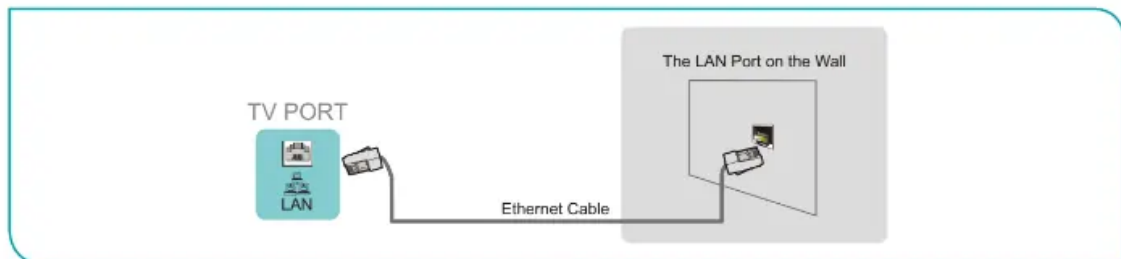 The LAN Port on the Wall
TV PORT
LAN
Ethernet Cable